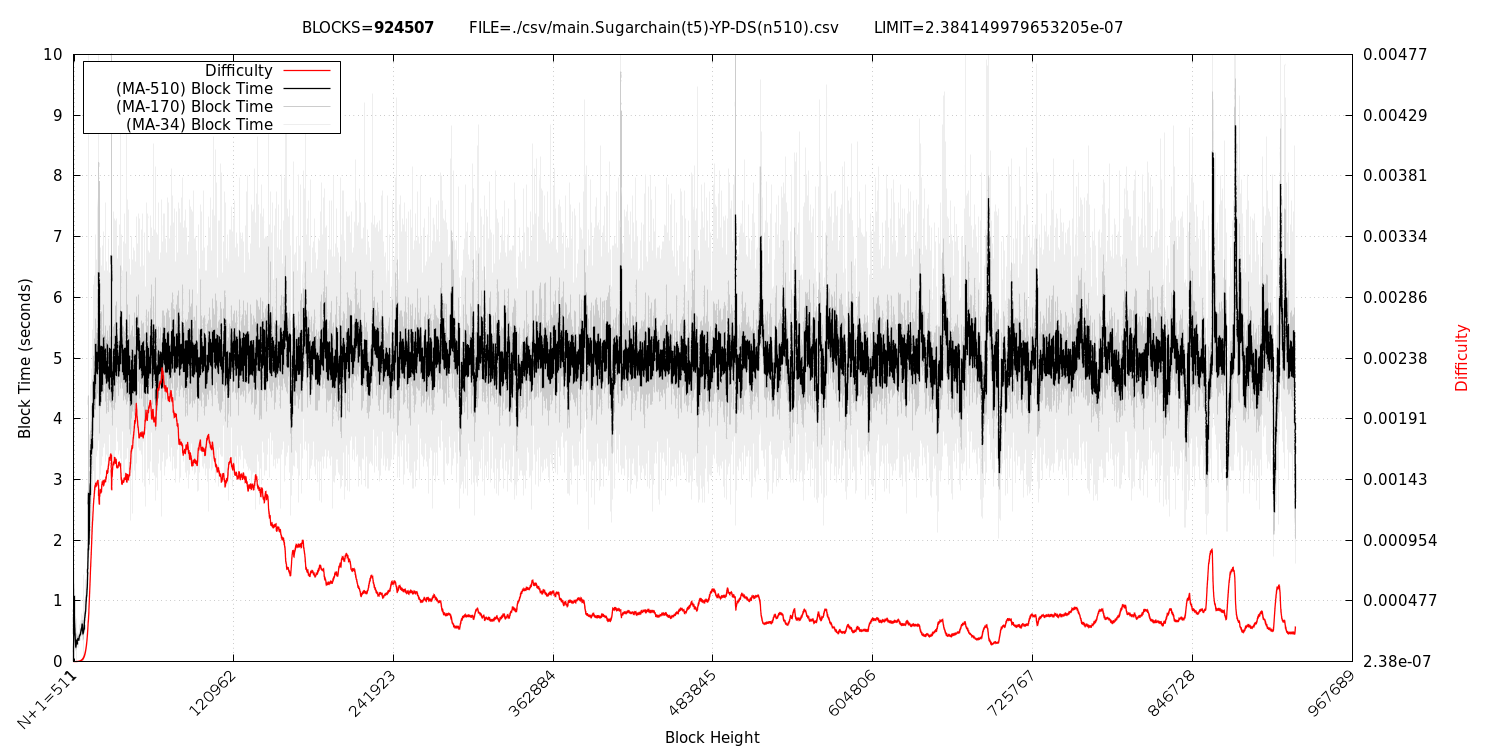 BLOCKS=924507 FILE=./csv/main.Sugarchain(t5)-YP-DS(n510).csv LIMIT=2.384149979653205e-07
Difficulty
(MA-510) Block Time
(MA-170) Block Time
(MA-34) Block Time
10
9
8
7
6
5
4
3
2
1
0
Block Time (seconds)
0.00477
0.00429
0.00381
0.00334
0.00286
0.00238
0.00191
0.00143
0.000954
0.000477
2.38e-07
Difficulty
N+1=511
120962
241923
362884
483845
604806
725767
846728
967689
Block Height